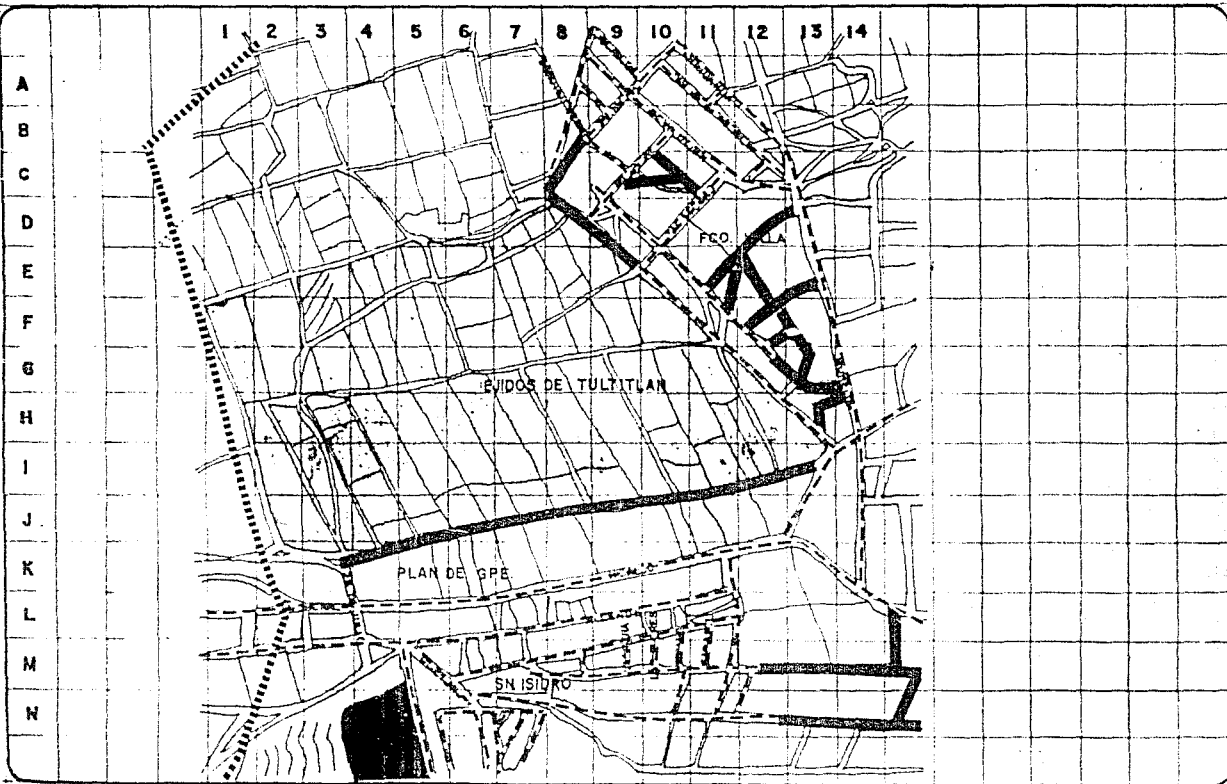 1 2 3 4 5 6 7 8 9 10 11 12 13 14
A
B
C
D
FCO. VILLA
E
F
G
EJIDOS DE TULTITLAN
H
I
J
K
PLAN DE GPE
L
M
SN ISIDRO
N